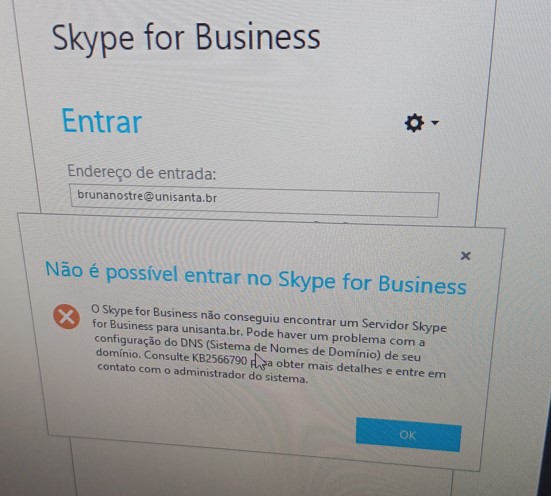 Skype for Business
Entrar
Endereço de entrada:
brunanostre@unisanta.br
Não é possível entrar no Skype for Business
O Skype for Business não conseguiu encontrar um Servidor Skype
for Business para unisanta.br. Pode haver um problema com a
configuração do DNS (Sistema de Nomes de Domínio) de seu
domínio. Consulte KB2566790 para obter mais detalhes e entre em
contato com o administrador do sistema.
OK